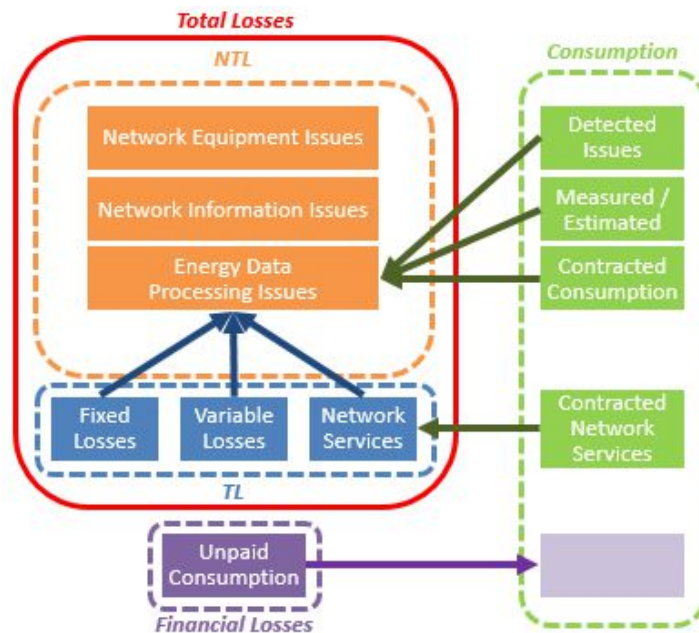 Total Losses
NTL
Consumption
Network Equipment Issues
Detected
Issues
Network Information Issues
Measured /
Estimated
Energy Data
Processing Issues
Contracted
Consumption
Fixed
Losses
Variable
Losses
Network
Services
Contracted
Network
Services
TL
Unpaid
Consumption
Financial Losses